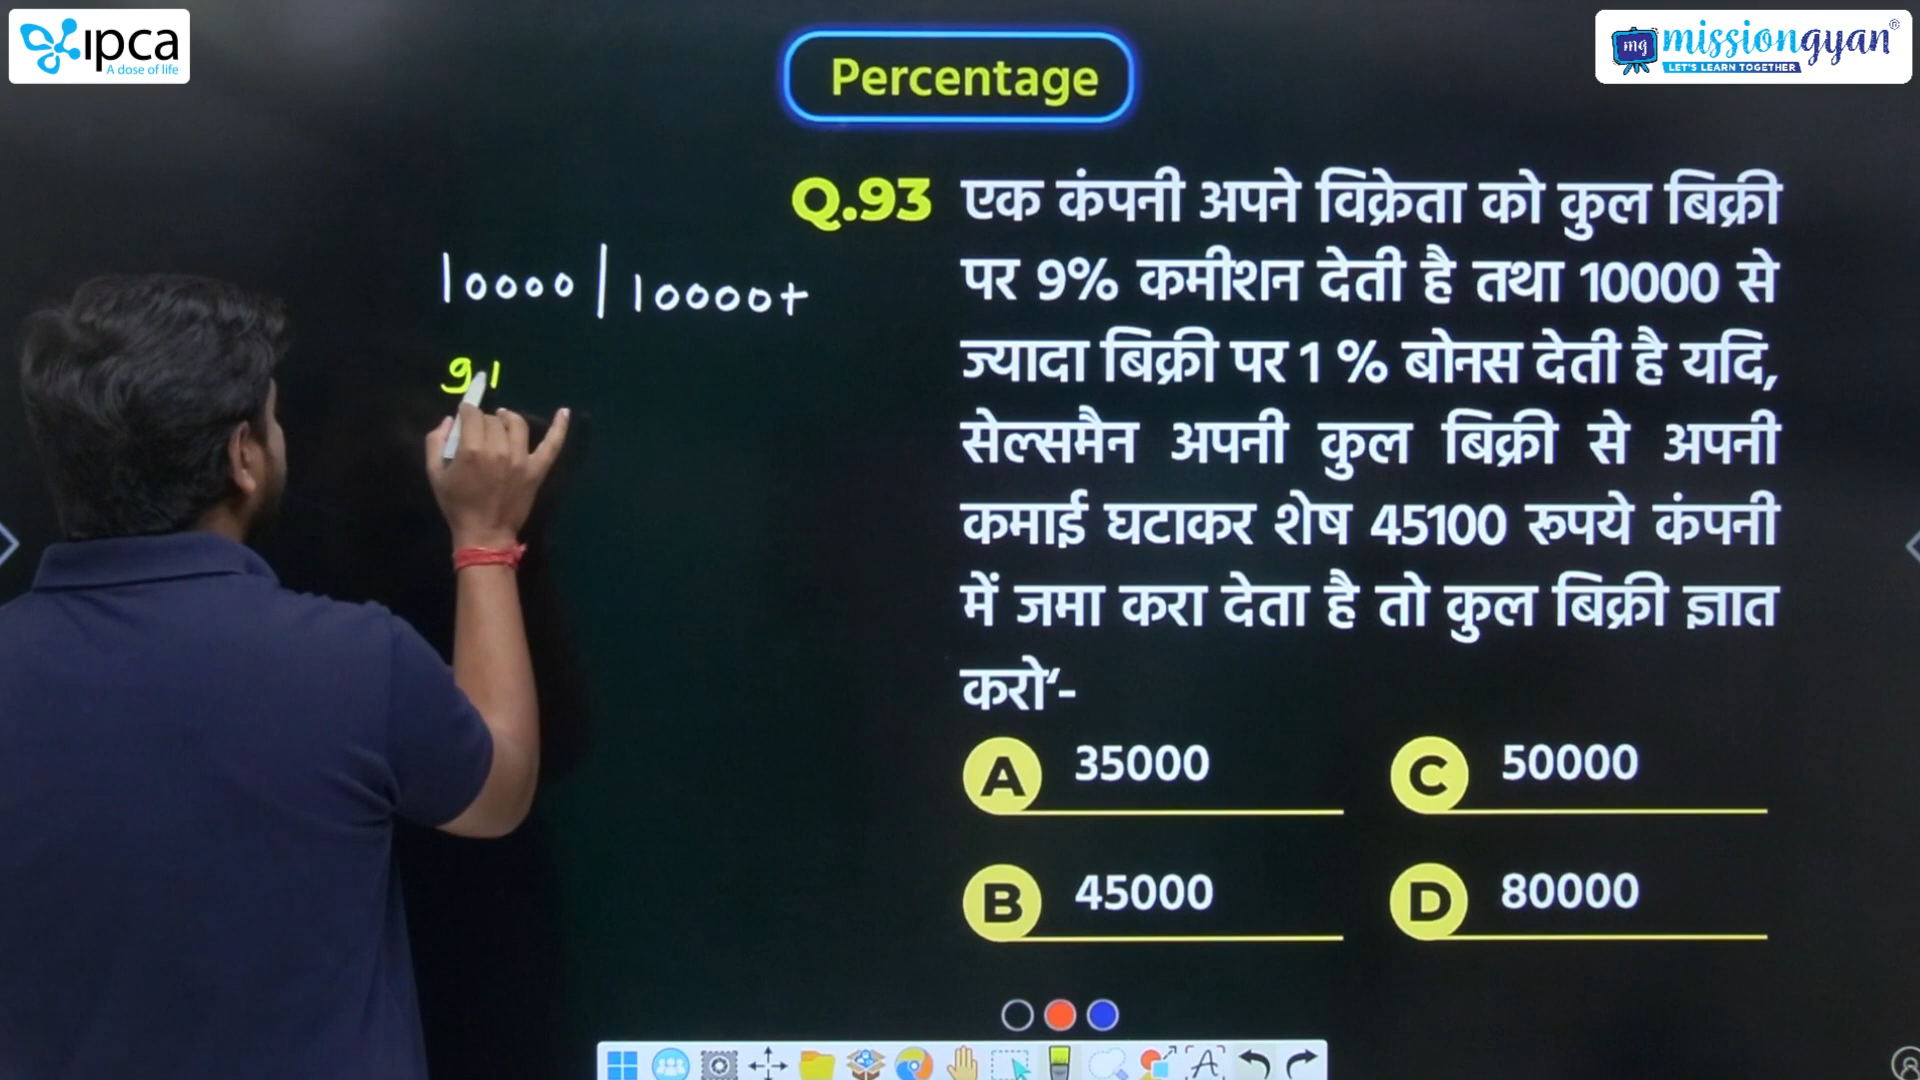 ipca
A dose of life
mg missiongyan®
LET'S LEARN TOGETHER
Percentage
Q.93 एक कंपनी अपने विक्रेता को कुल बिक्री
पर 9% कमीशन देती है तथा 10000 से
ज्यादा बिक्री पर 1 % बोनस देती है यदि,
सेल्समैन अपनी कुल बिक्री से अपनी
कमाई घटाकर शेष 45100 रूपये कंपनी
में जमा करा देता है तो कुल बिक्री ज्ञात
करो‘-
10000 | 10000+
A 35000
C 50000
B 45000
D 80000